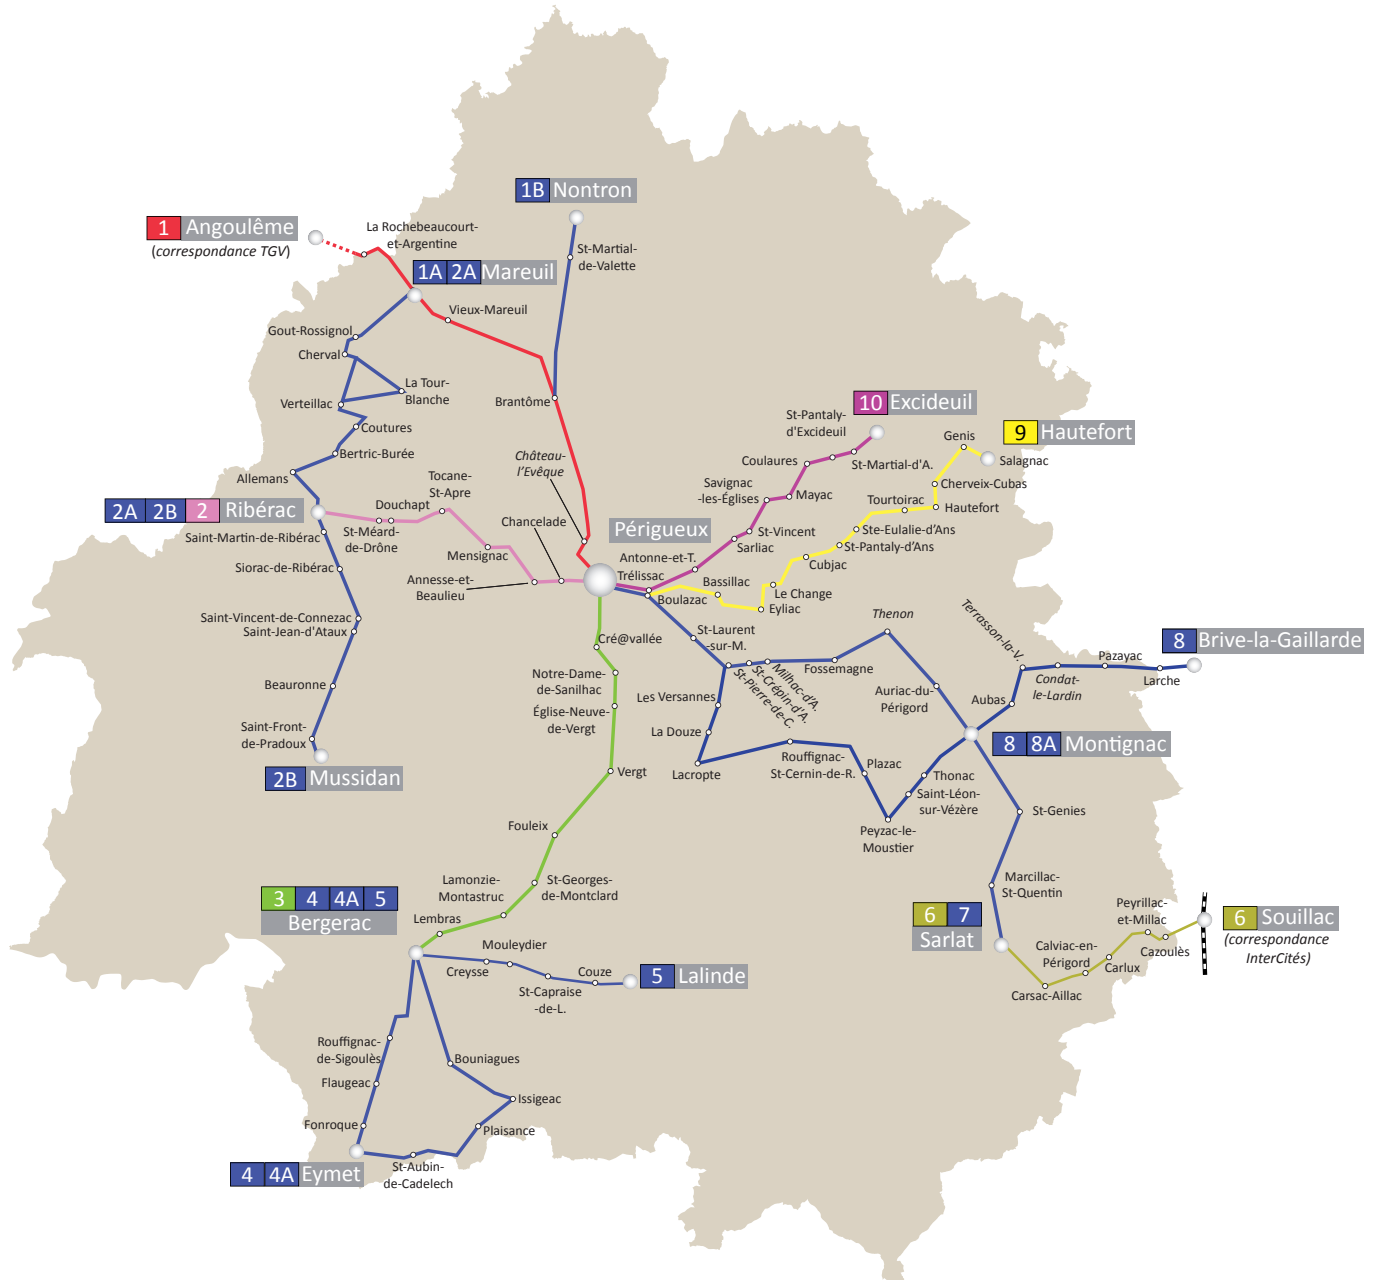 1B Nontron
1 Angoulême
(correspondance TGV)
La Rochebeaucourt-
et-Argentine
St-Martial-
de-Valette
1A 2A Mareuil
Vieux-Mareuil
Gout-Rossignol
Cherval
La Tour-
Blanche
Verteillac
Brantôme
Coutures
Bertric-Burée
Allemans
10 Excideuil
St-Pantaly-
d'Excideuil
9 Hautefort
Genis
Salagnac
Château-
l'Evêque
Coulaures
St-Martial-d'A.
Cherveix-Cubas
Tocane-
St-Apre
Savignac
-les-Églises
Mayac
Tourtoirac
Hautefort
2A 2B 2 Ribérac
Douchapt
Chancelade
Périgueux
St-Vincent
Sarliac
Ste-Eulalie-d'Ans
St-Pantaly-d'Ans
Saint-Martin-de-Ribérac
St-Méard-
de-Drône
Mensignac
Antonne-et-T.
Trélissac
Cubjac
Siorac-de-Ribérac
Annesse-et-
Beaulieu
Bassillac
Boulazac
Le Change
Eyliac
Saint-Vincent-de-Connezac
Saint-Jean-d'Ataux
Cré@vallée
St-Laurent
-sur-M.
Thenon
Terrasson-la-V.
8 Brive-la-Gaillarde
Fossemagne
Pazayac
Larche
Condat-
le-Lardin
Milhac-d'A.
St-Crépin-d'A.
St-Pierre-de-C.
Beauronne
Notre-Dame-
de-Sanilhac
Les Versannes
Auriac-du-
Périgord
Aubas
Église-Neuve-
de-Vergt
La Douze
Saint-Front-
de-Pradoux
8 8A Montignac
2B Mussidan
Vergt
Lacropte
Rouffignac-
St-Cernin-de-R.
Plazac
Thonac
Saint-Léon-
sur-Vézère
St-Genies
Fouleix
Peyzac-le-
Moustier
3 4 4A 5
Bergerac
Lamonzie-
Montastruc
St-Georges-
de-Montclard
Marcillac-
St-Quentin
Lembras
6 7
Sarlat
Peyrillac-
et-Millac
6 Souillac
(correspondance
InterCités)
Mouleydier
Creysse
Couze
St-Capraise
-de-L.
5 Lalinde
Calviac-en-
Périgord
Cazoulès
Carlux
Carsac-Aillac
Rouffignac-
de-Sigoulès
Bouniagues
Flaugeac
Issigeac
Fonroque
Plaisance
4 4A Eymet
St-Aubin-
de-Cadelech